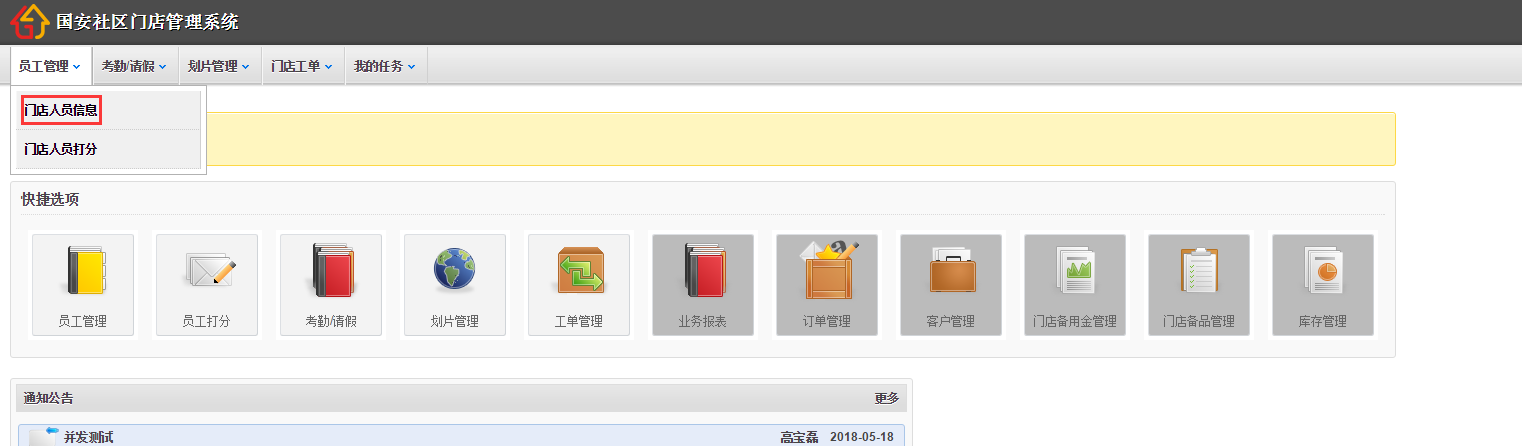 国安社区门店管理系统
员工管理 考勤/请假 划片管理 门店工单 我的任务
门店人员信息
门店人员打分
快捷选项
员工管理 员工打分 考勤/请假 划片管理 工单管理 业务报表 订单管理 客户管理 门店备用金管理 门店备品管理 库存管理
通知公告 更多
并发测试 高宝磊 2018-05-18